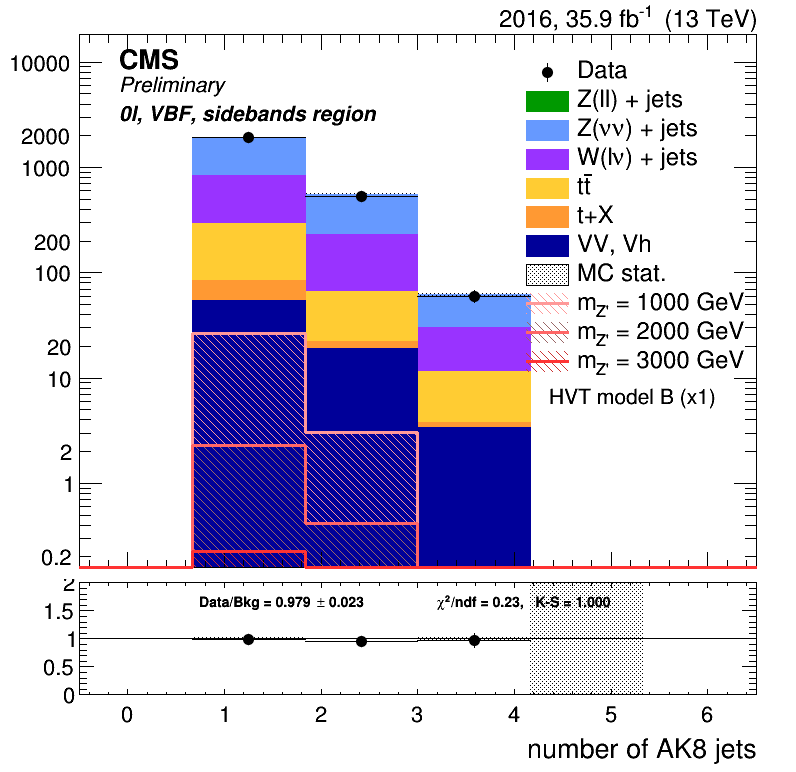 2016, 35.9 fb⁻¹ (13 TeV)
CMS
Preliminary
0l, VBF, sidebands region
Data
Z(ll) + jets
Z(νν) + jets
W(lν) + jets
tt̄
t+X
VV, Vh
MC stat.
m_Z' = 1000 GeV
m_Z' = 2000 GeV
m_Z' = 3000 GeV
HVT model B (x1)
10000
2000
1000
200
100
20
10
2
1
0.2
2
1.5
1
0.5
0
Data/Bkg = 0.979 ± 0.023 χ²/ndf = 0.23, K-S = 1.000
0 1 2 3 4 5 6
number of AK8 jets